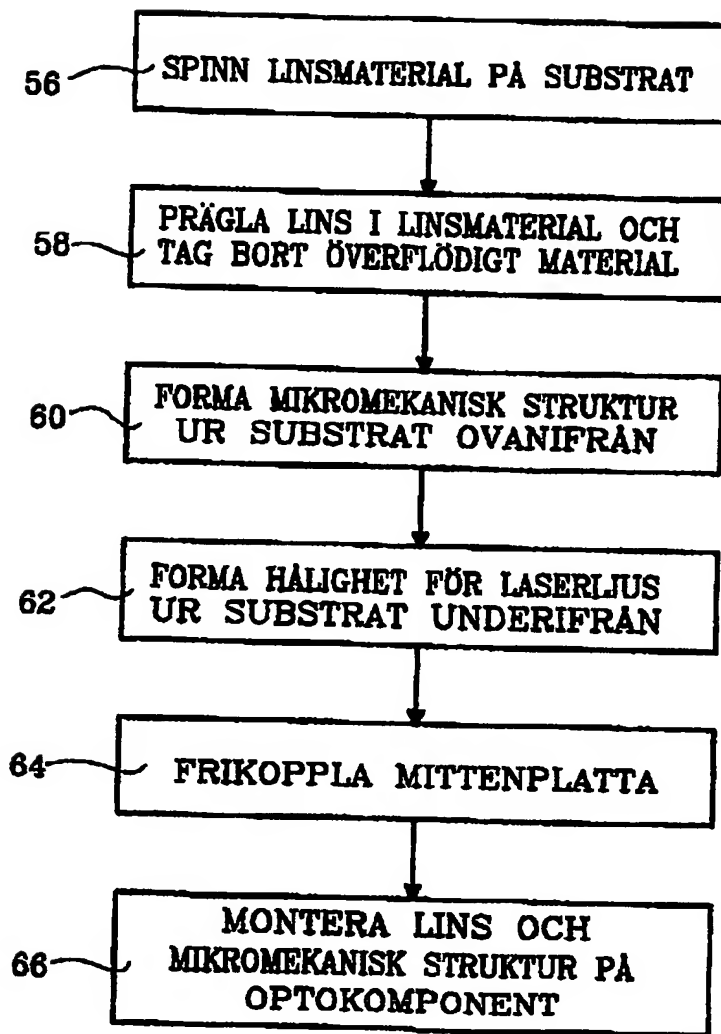 56
SPINN LINSMATERIAL PÅ SUBSTRAT
58
PRÄGLA LINS I LINSMATERIAL OCH
TAG BORT ÖVERFLÖDIGT MATERIAL
60
FORMA MIKROMEKANISK STRUKTUR
UR SUBSTRAT OVANIFRÅN
62
FORMA HÅLIGHET FÖR LASERLJUS
UR SUBSTRAT UNDERIFRÅN
64
FRIKOPPLA MITTENPLATTA
66
MONTERA LINS OCH
MIKROMEKANISK STRUKTUR PÅ
OPTOKOMPONENT